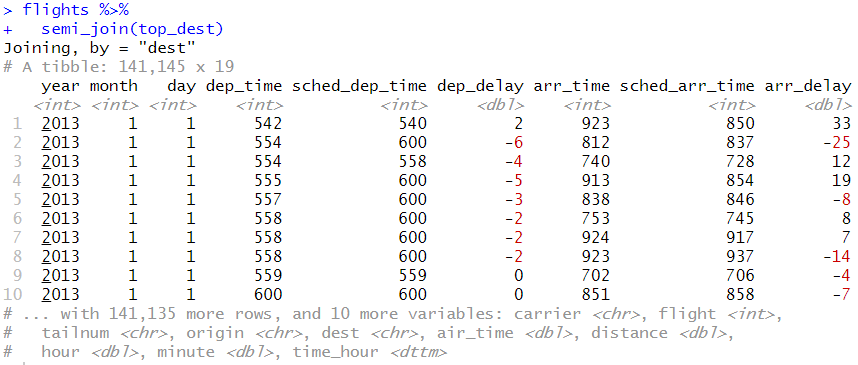 > flights %>%
+   semi_join(top_dest)
Joining, by = "dest"
# A tibble: 141,145 x 19
    year month   day dep_time sched_dep_time dep_delay arr_time sched_arr_time arr_delay
   <int> <int> <int>    <int>          <int>     <dbl>    <int>          <int>     <dbl>
 1  2013     1     1      542            540         2      923            850        33
 2  2013     1     1      554            600        -6      812            837       -25
 3  2013     1     1      554            558        -4      740            728        12
 4  2013     1     1      555            600        -5      913            854        19
 5  2013     1     1      557            600        -3      838            846        -8
 6  2013     1     1      558            600        -2      753            745         8
 7  2013     1     1      558            600        -2      924            917         7
 8  2013     1     1      558            600        -2      923            937       -14
 9  2013     1     1      559            559         0      702            706        -4
10  2013     1     1      600            600         0      851            858        -7
# ... with 141,135 more rows, and 10 more variables: carrier <chr>, flight <int>,
#   tailnum <chr>, origin <chr>, dest <chr>, air_time <dbl>, distance <dbl>,
#   hour <dbl>, minute <dbl>, time_hour <dttm>